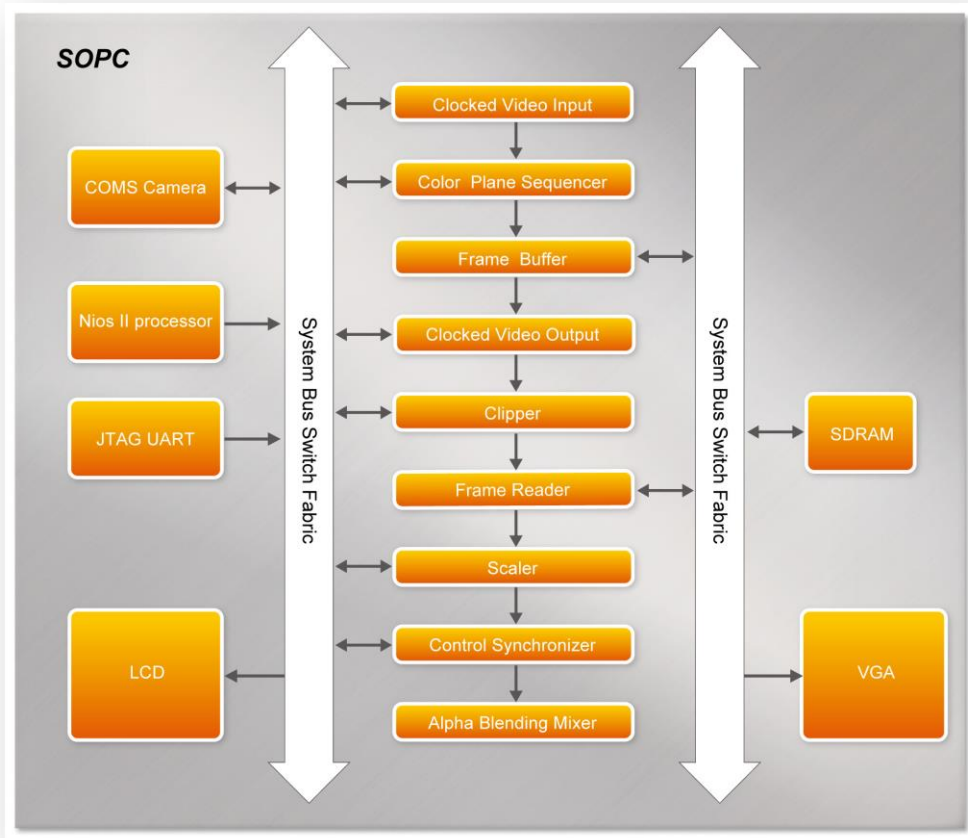 SOPC
COMS Camera
Nios II processor
JTAG UART
LCD
System Bus Switch Fabric
Clocked Video Input
Color Plane Sequencer
Frame Buffer
Clocked Video Output
Clipper
Frame Reader
Scaler
Control Synchronizer
Alpha Blending Mixer
System Bus Switch Fabric
SDRAM
VGA